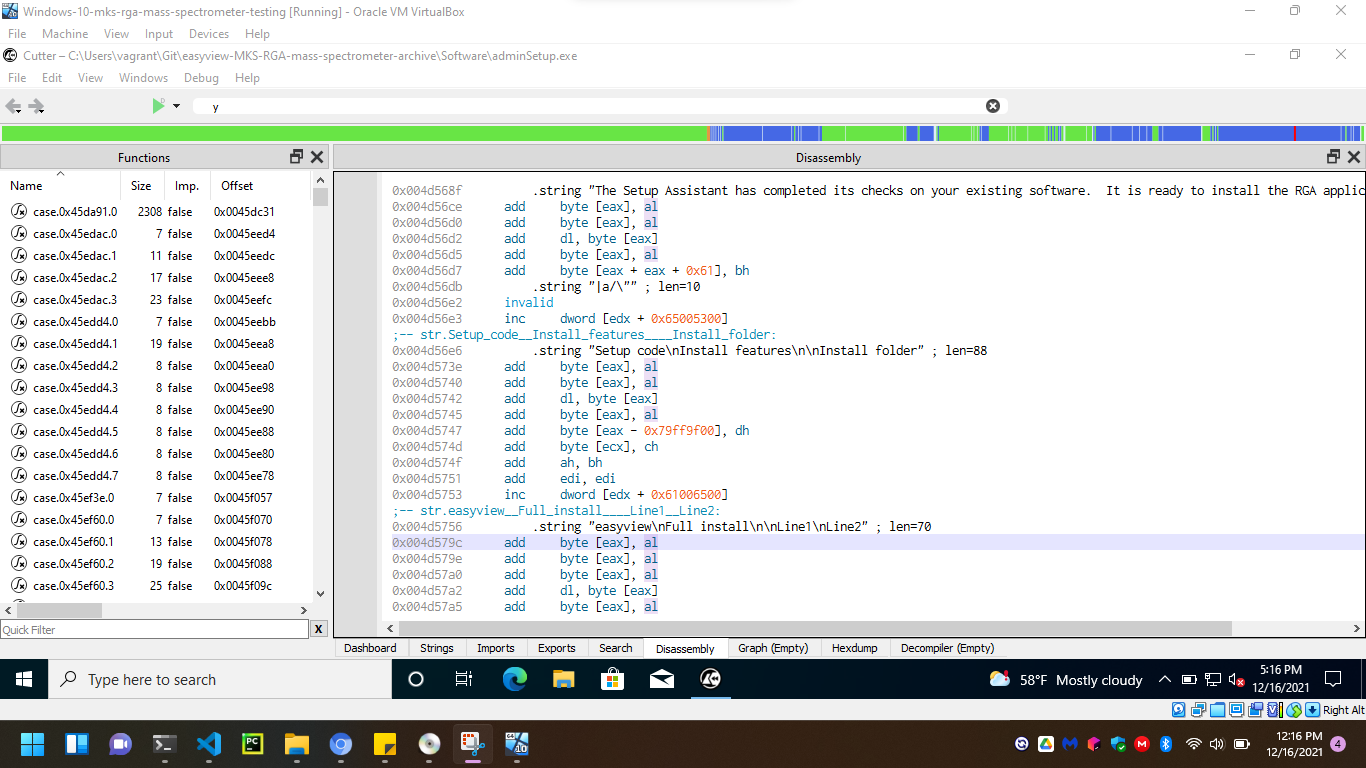 Windows-10-mks-rga-mass-spectrometer-testing [Running] - Oracle VM VirtualBox
File Machine View Input Devices Help
Cutter – C:\Users\vagrant\Git\easyview-MKS-RGA-mass-spectrometer-archive\Software\adminSetup.exe
File Edit View Windows Debug Help
y
Functions
Name Size Imp. Offset
case.0x45da91.0 2308 false 0x0045dc31
case.0x45edac.0 7 false 0x0045eed4
case.0x45edac.1 11 false 0x0045eedc
case.0x45edac.2 17 false 0x0045eee8
case.0x45edac.3 23 false 0x0045eefc
case.0x45edd4.0 7 false 0x0045eebb
case.0x45edd4.1 19 false 0x0045eea8
case.0x45edd4.2 8 false 0x0045eea0
case.0x45edd4.3 8 false 0x0045ee98
case.0x45edd4.4 8 false 0x0045ee90
case.0x45edd4.5 8 false 0x0045ee88
case.0x45edd4.6 8 false 0x0045ee80
case.0x45edd4.7 8 false 0x0045ee78
case.0x45ef3e.0 7 false 0x0045f057
case.0x45ef60.0 7 false 0x0045f070
case.0x45ef60.1 13 false 0x0045f078
case.0x45ef60.2 19 false 0x0045f088
case.0x45ef60.3 25 false 0x0045f09c
Quick Filter X
Disassembly
0x004d568f .string "The Setup Assistant has completed its checks on your existing software.  It is ready to install the RGA applic
0x004d56ce add byte [eax], al
0x004d56d0 add byte [eax], al
0x004d56d2 add dl, byte [eax]
0x004d56d5 add byte [eax], al
0x004d56d7 add byte [eax + eax + 0x61], bh
0x004d56db .string "|a/\"" ; len=10
0x004d56e2 invalid
0x004d56e3 inc dword [edx + 0x65005300]
;-- str.Setup_code__Install_features____Install_folder:
0x004d56e6 .string "Setup code\nInstall features\n\nInstall folder" ; len=88
0x004d573e add byte [eax], al
0x004d5740 add byte [eax], al
0x004d5742 add dl, byte [eax]
0x004d5745 add byte [eax], al
0x004d5747 add byte [eax - 0x79ff9f00], dh
0x004d574d add byte [ecx], ch
0x004d574f add ah, bh
0x004d5751 add edi, edi
0x004d5753 inc dword [edx + 0x61006500]
;-- str.easyview__Full_install____Line1__Line2:
0x004d5756 .string "easyview\nFull install\n\nLine1\nLine2" ; len=70
0x004d579c add byte [eax], al
0x004d579e add byte [eax], al
0x004d57a0 add byte [eax], al
0x004d57a2 add dl, byte [eax]
0x004d57a5 add byte [eax], al
Dashboard Strings Imports Exports Search Disassembly Graph (Empty) Hexdump Decompiler (Empty)
Type here to search
58°F Mostly cloudy
5:16 PM
12/16/2021
Right Alt
12:16 PM
12/16/2021
4